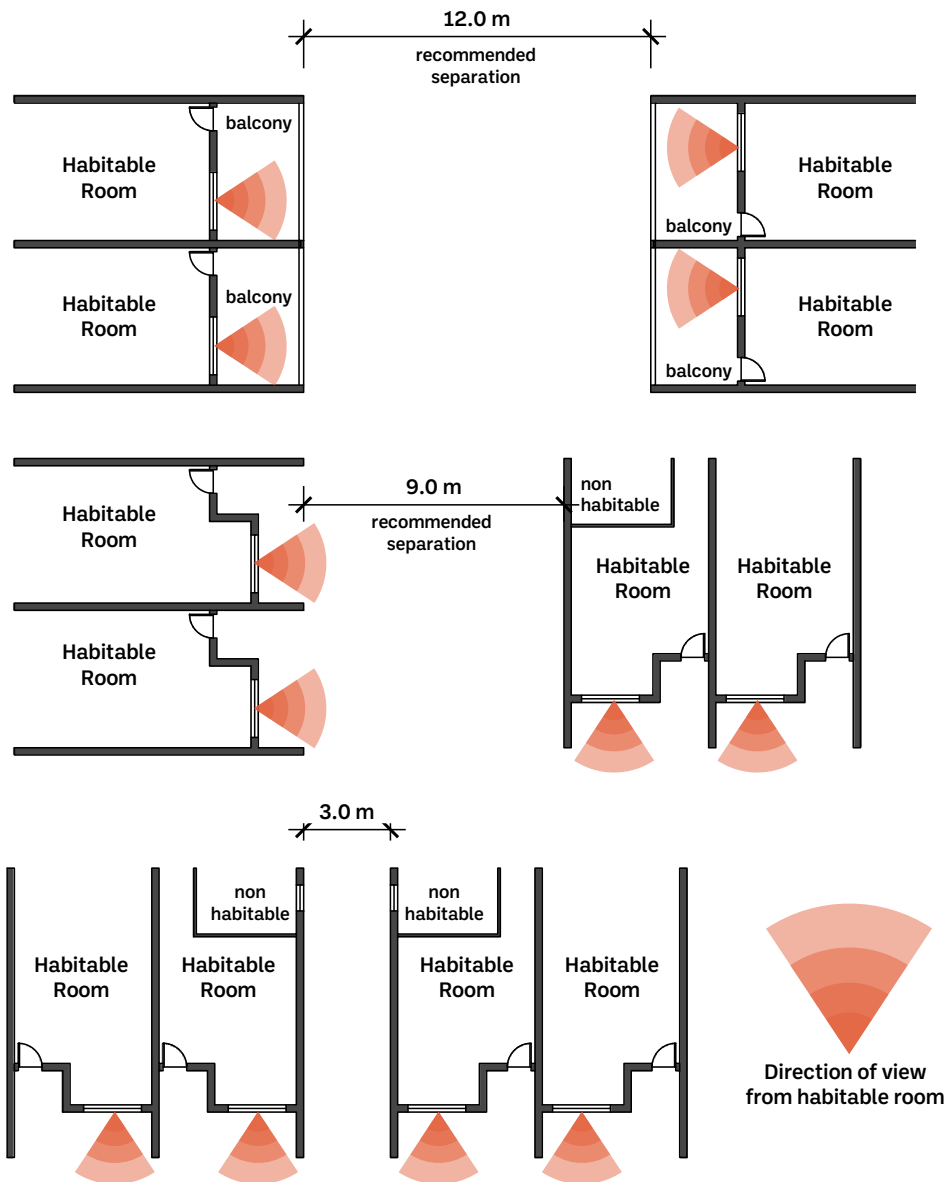 12.0 m
recommended
separation
balcony
Habitable
Room
Habitable
Room
balcony
balcony
Habitable
Room
Habitable
Room
balcony
9.0 m
recommended
separation
non
habitable
Habitable
Room
Habitable
Room
Habitable
Room
Habitable
Room
3.0 m
non
habitable
non
habitable
Habitable
Room
Habitable
Room
Habitable
Room
Habitable
Room
Direction of view
from habitable room